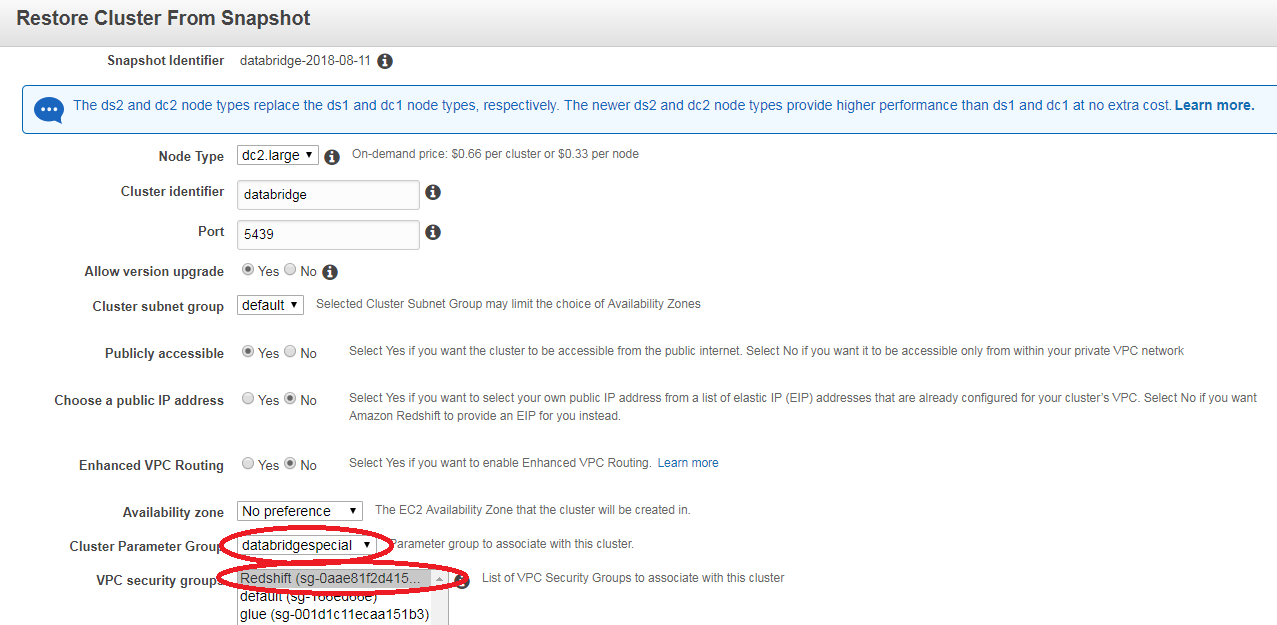 Restore Cluster From Snapshot
Snapshot Identifier databridge-2018-08-11
The ds2 and dc2 node types replace the ds1 and dc1 node types, respectively. The newer ds2 and dc2 node types provide higher performance than ds1 and dc1 at no extra cost. Learn more.
Node Type dc2.large On-demand price: $0.66 per cluster or $0.33 per node
Cluster identifier databridge
Port 5439
Allow version upgrade Yes No
Cluster subnet group default Selected Cluster Subnet Group may limit the choice of Availability Zones
Publicly accessible Yes No Select Yes if you want the cluster to be accessible from the public internet. Select No if you want it to be accessible only from within your private VPC network
Choose a public IP address Yes No Select Yes if you want to select your own public IP address from a list of elastic IP (EIP) addresses that are already configured for your cluster's VPC. Select No if you want
Amazon Redshift to provide an EIP for you instead.
Enhanced VPC Routing Yes No Select Yes if you want to enable Enhanced VPC Routing. Learn more
Availability zone No preference The EC2 Availability Zone that the cluster will be created in.
Cluster Parameter Group databridgespecial Parameter group to associate with this cluster.
VPC security groups Redshift (sg-0aae81f2d415... List of VPC Security Groups to associate with this cluster
default
glue (sg-001d1c11ecaa151b3)